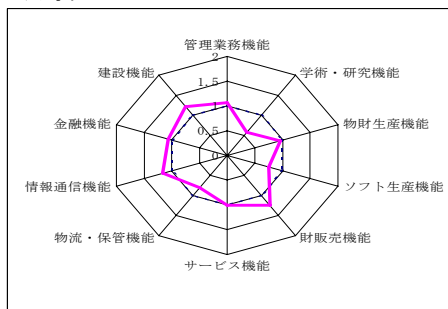 管理業務機能
学術・研究機能
物財生産機能
ソフト生産機能
財販売機能
サービス機能
物流・保管機能
情報通信機能
金融機能
建設機能
2
1.5
1
0.5
0